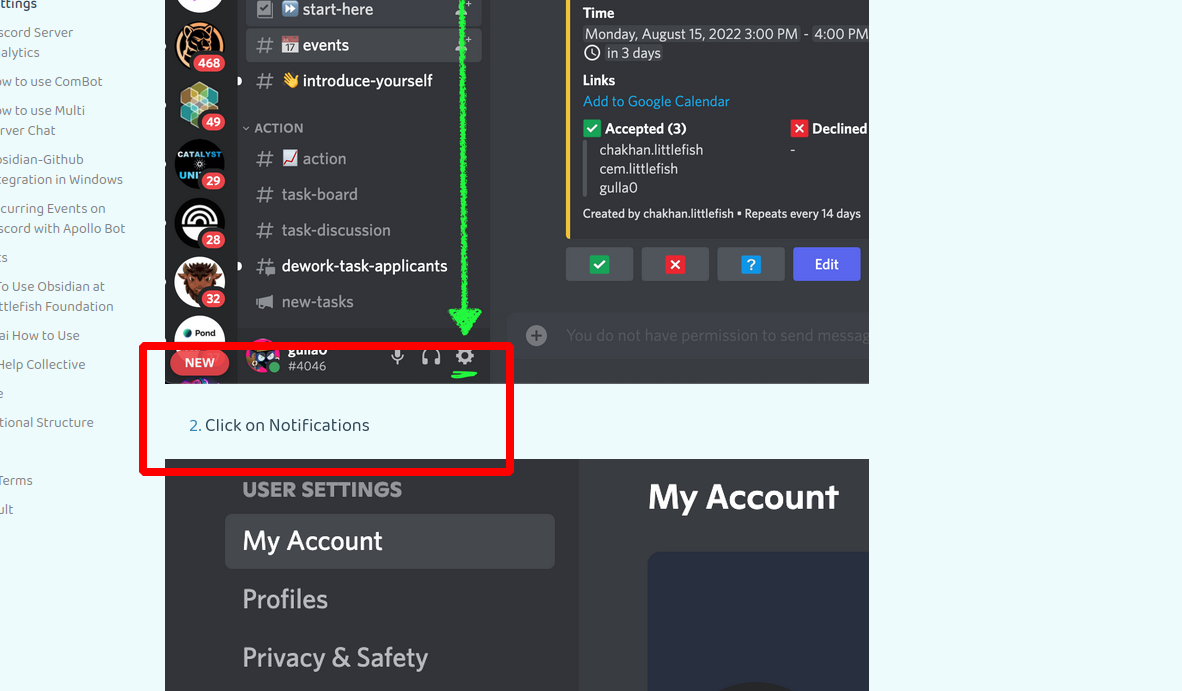 ttings
scord Server
alytics
ow to use ComBot
ow to use Multi
rver Chat
bsidian-Github
tegration in Windows
curring Events on
scord with Apollo Bot
ts
To Use Obsidian at
ttlefish Foundation
ai How to Use
Help Collective
e
tional Structure
Terms
ult
468
49
CATALYST
UNI
29
28
32
Pond
NEW
start-here
# 17 events
# introduce-yourself
ACTION
# action
# task-board
# task-discussion
# dework-task-applicants
new-tasks
gulla0
#4046
Time
Monday, August 15, 2022 3:00 PM - 4:00 PM
in 3 days
Links
Add to Google Calendar
Accepted (3)
Declined
chakhan.littlefish
-
cem.littlefish
gulla0
Created by chakhan.littlefish • Repeats every 14 days
? Edit
You do not have permission to send messag
2. Click on Notifications
USER SETTINGS
My Account
Profiles
Privacy & Safety
My Account